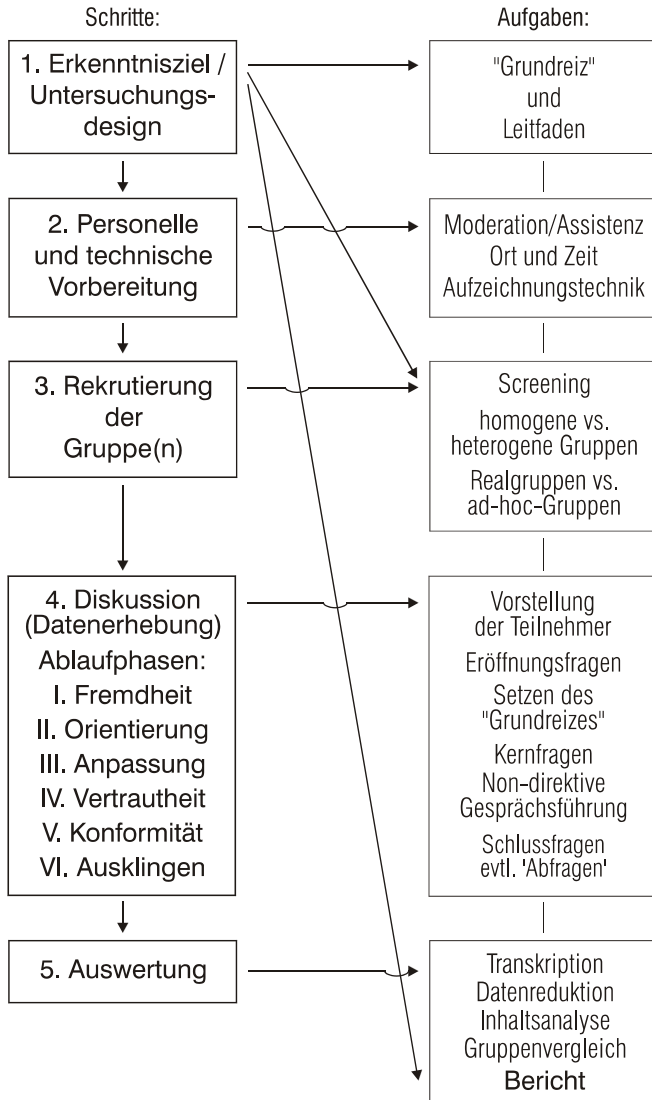 Schritte:
Aufgaben:
1. Erkenntnisziel /
Untersuchungs-
design
"Grundreiz"
und
Leitfaden
2. Personelle
und technische
Vorbereitung
Moderation/Assistenz
Ort und Zeit
Aufzeichnungstechnik
3. Rekrutierung
der
Gruppe(n)
Screening
homogene vs.
heterogene Gruppen
Realgruppen vs.
ad-hoc-Gruppen
4. Diskussion
(Datenerhebung)
Ablaufphasen:
I. Fremdheit
II. Orientierung
III. Anpassung
IV. Vertrautheit
V. Konformität
VI. Ausklingen
Vorstellung
der Teilnehmer
Eröffnungsfragen
Setzen des
"Grundreizes"
Kernfragen
Non-direktive
Gesprächsführung
Schlussfragen
evtl. 'Abfragen'
5. Auswertung
Transkription
Datenreduktion
Inhaltsanalyse
Gruppenvergleich
Bericht